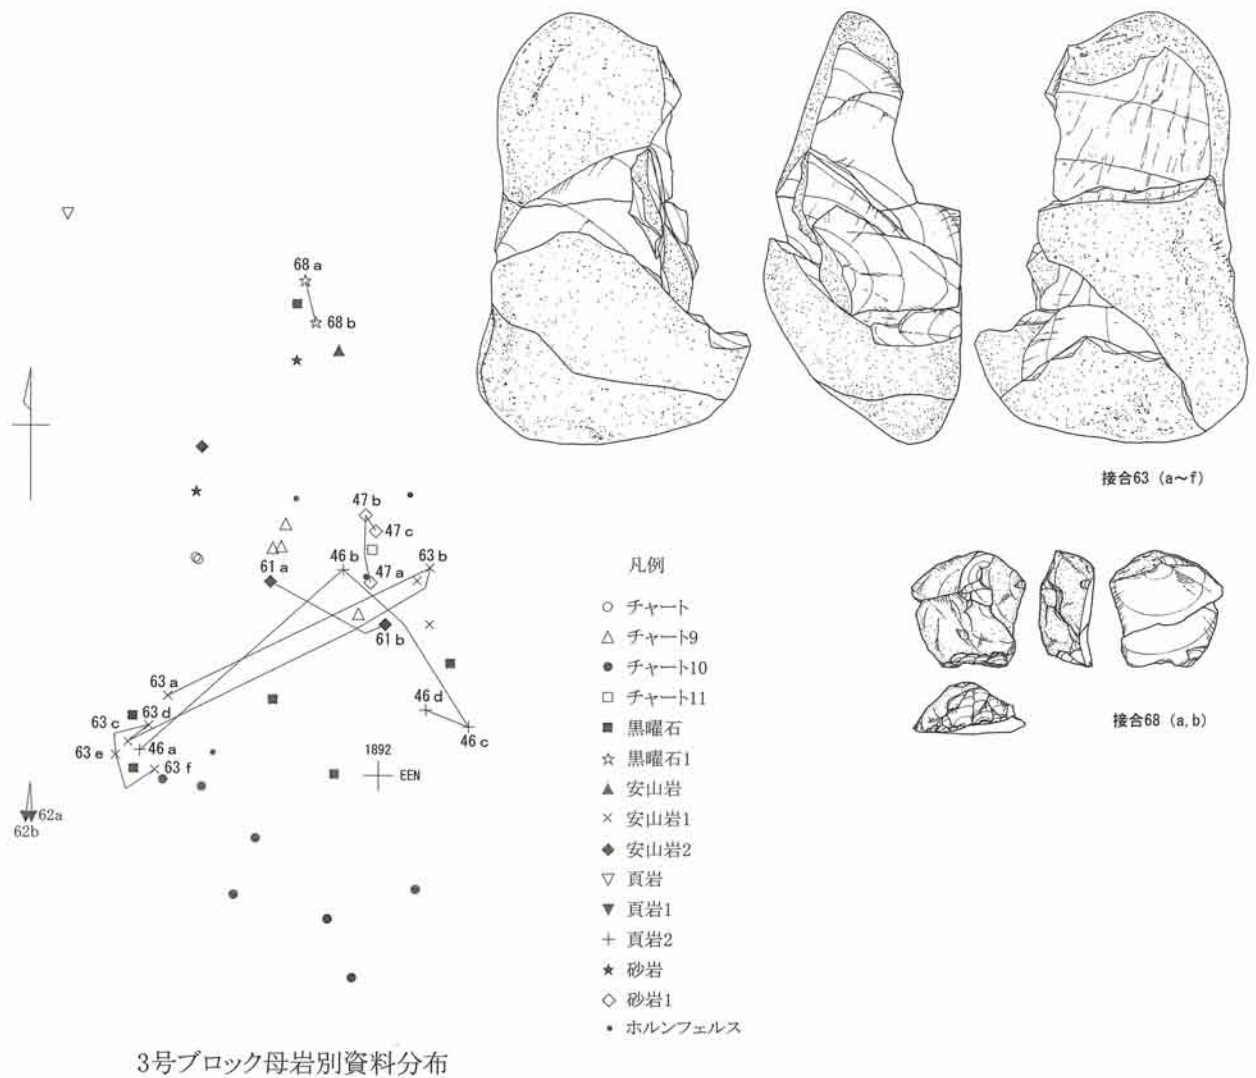 68 a
68 b
47 b
47 c
46 b
63 b
61 a
47 a
61 b
63 a
46 d
63 c
63 d
46 c
63 e
46 a
63 f
1892
EEN
62a
62b
接合63 (a～f)
接合68 (a, b)
凡例
○ チャート
△ チャート9
● チャート10
□ チャート11
■ 黒曜石
☆ 黒曜石1
▲ 安山岩
× 安山岩1
◆ 安山岩2
▽ 頁岩
▼ 頁岩1
＋ 頁岩2
★ 砂岩
◇ 砂岩1
• ホルンフェルス
3号ブロック母岩別資料分布